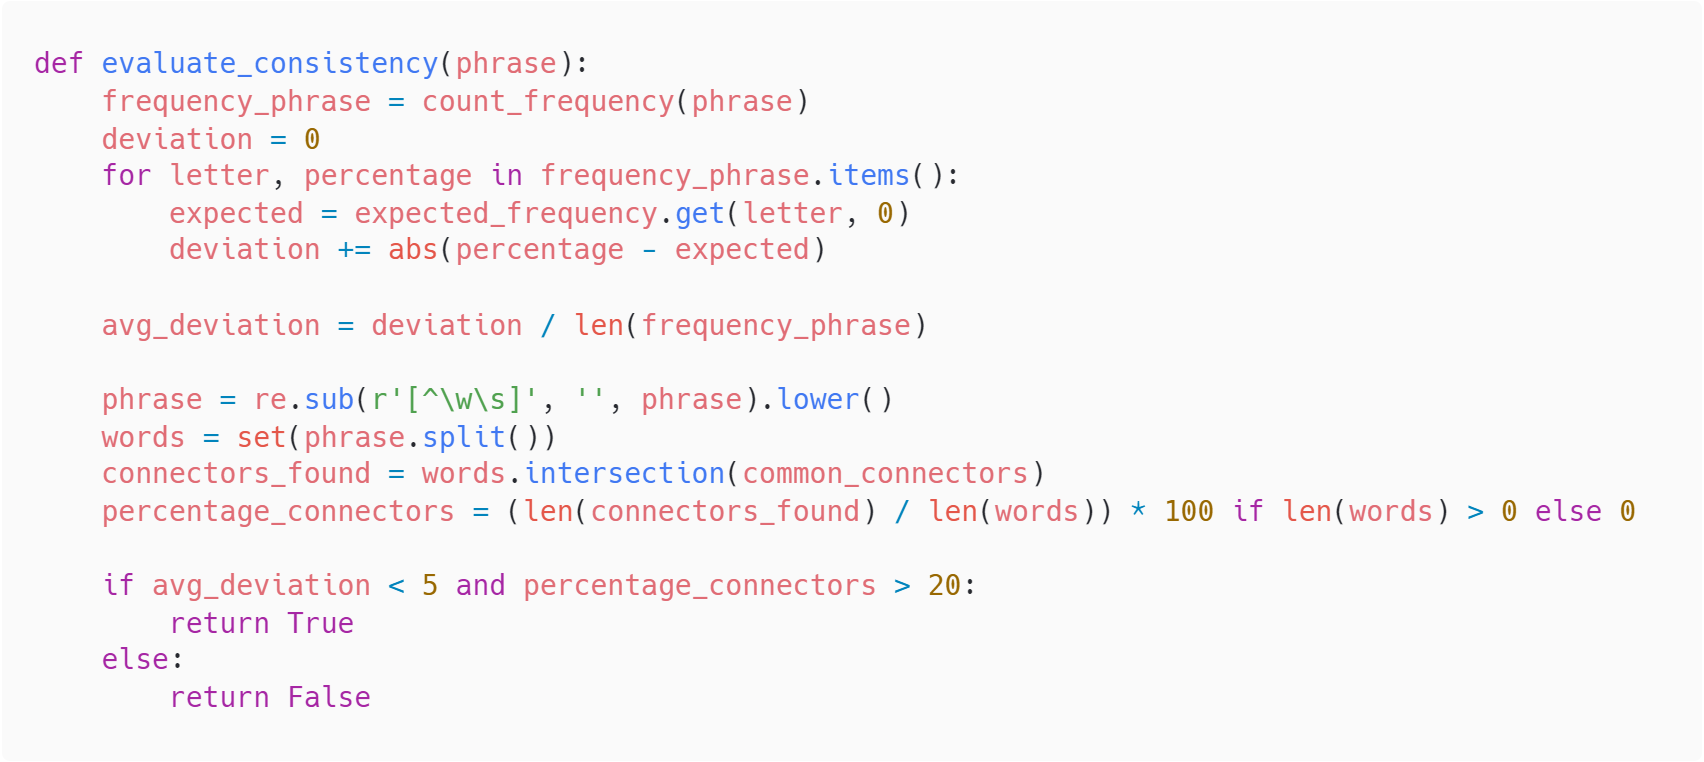 def evaluate_consistency(phrase):
    frequency_phrase = count_frequency(phrase)
    deviation = 0
    for letter, percentage in frequency_phrase.items():
        expected = expected_frequency.get(letter, 0)
        deviation += abs(percentage - expected)

    avg_deviation = deviation / len(frequency_phrase)

    phrase = re.sub(r'[^\w\s]', '', phrase).lower()
    words = set(phrase.split())
    connectors_found = words.intersection(common_connectors)
    percentage_connectors = (len(connectors_found) / len(words)) * 100 if len(words) > 0 else 0

    if avg_deviation < 5 and percentage_connectors > 20:
        return True
    else:
        return False